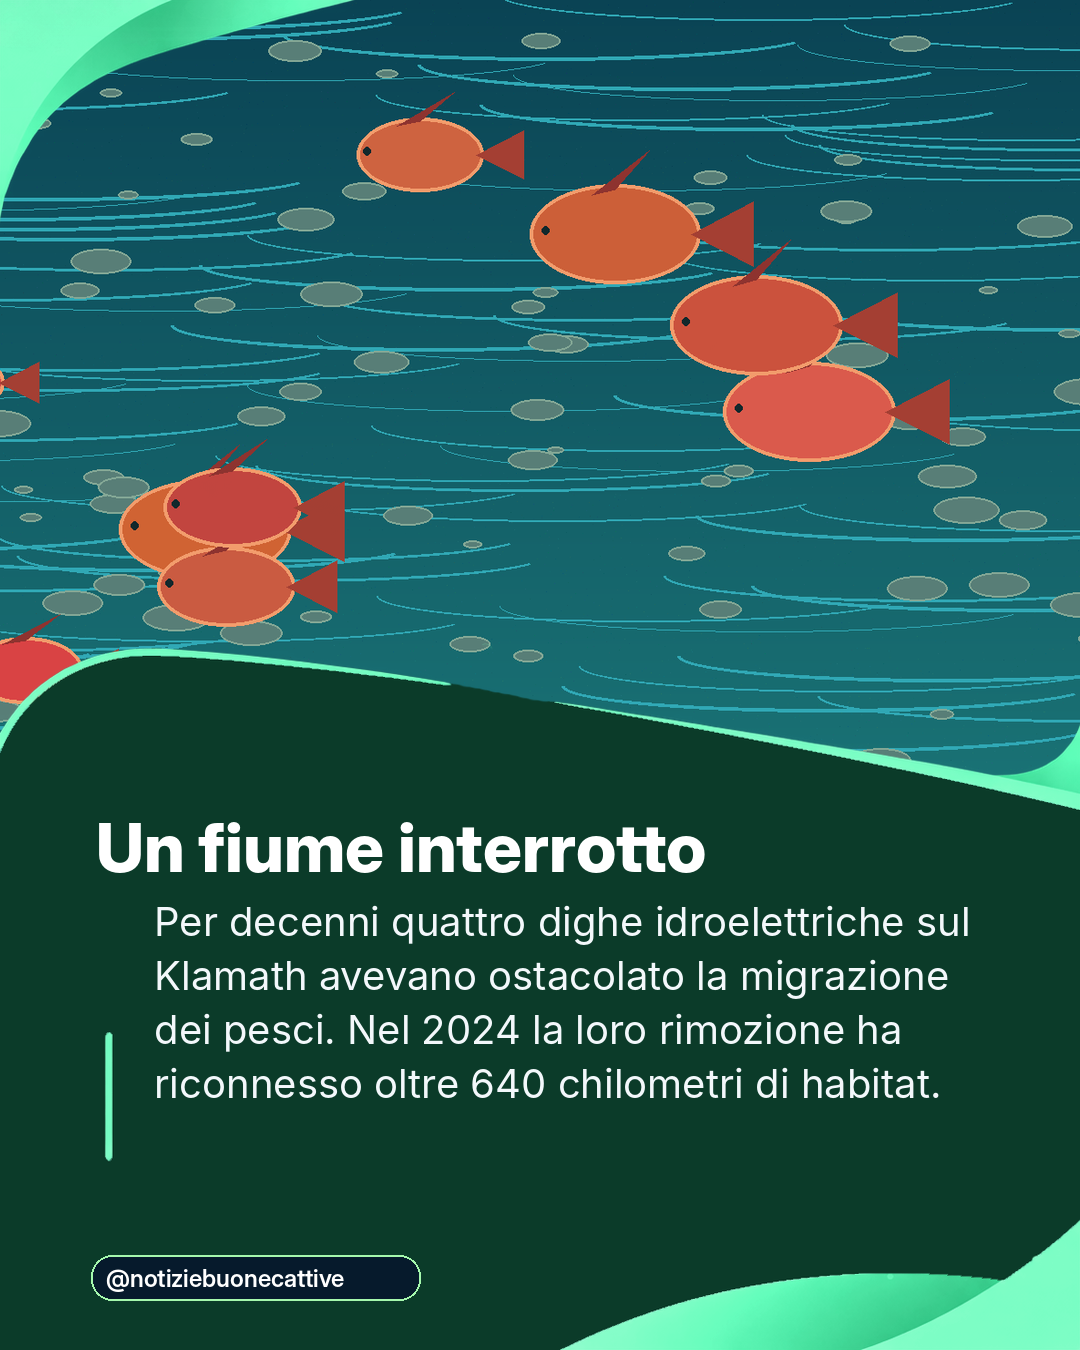 Un fiume interrotto
Per decenni quattro dighe idroelettriche sul
Klamath avevano ostacolato la migrazione
dei pesci. Nel 2024 la loro rimozione ha
riconnesso oltre 640 chilometri di habitat.
@notiziebuonecattive